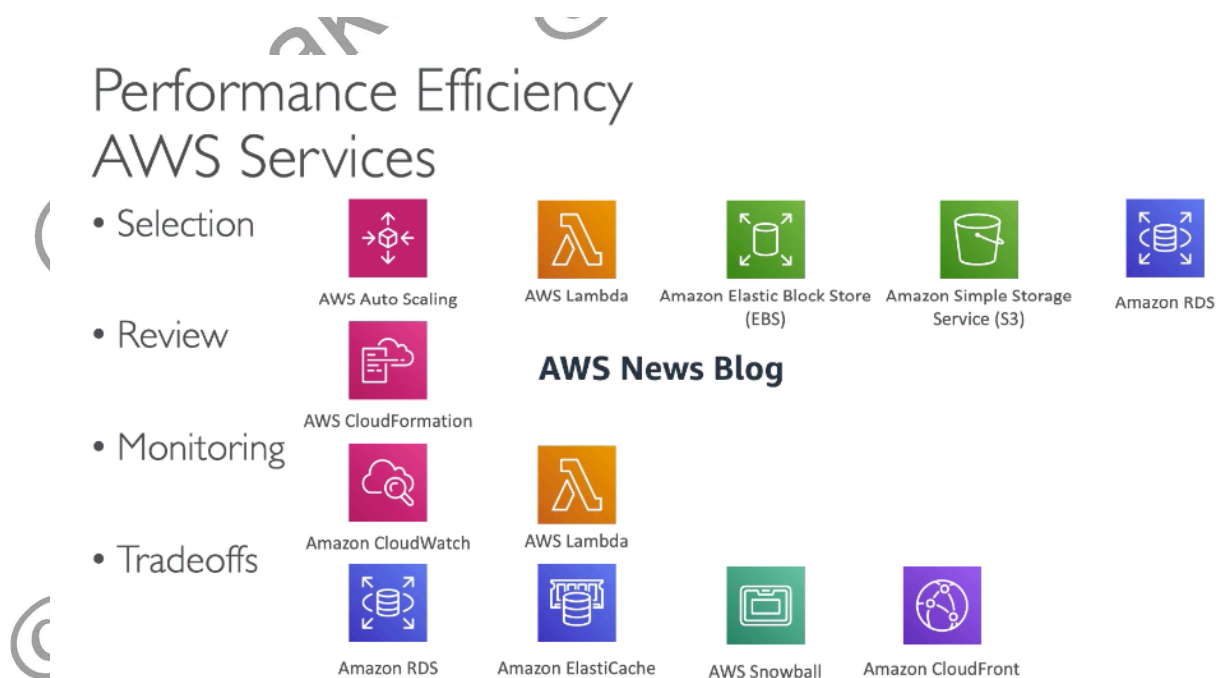 Performance Efficiency
AWS Services
• Selection
AWS Auto Scaling
AWS Lambda
Amazon Elastic Block Store
(EBS)
Amazon Simple Storage
Service (S3)
Amazon RDS
• Review
AWS CloudFormation
AWS News Blog
• Monitoring
Amazon CloudWatch
AWS Lambda
• Tradeoffs
Amazon RDS
Amazon ElastiCache
AWS Snowball
Amazon CloudFront